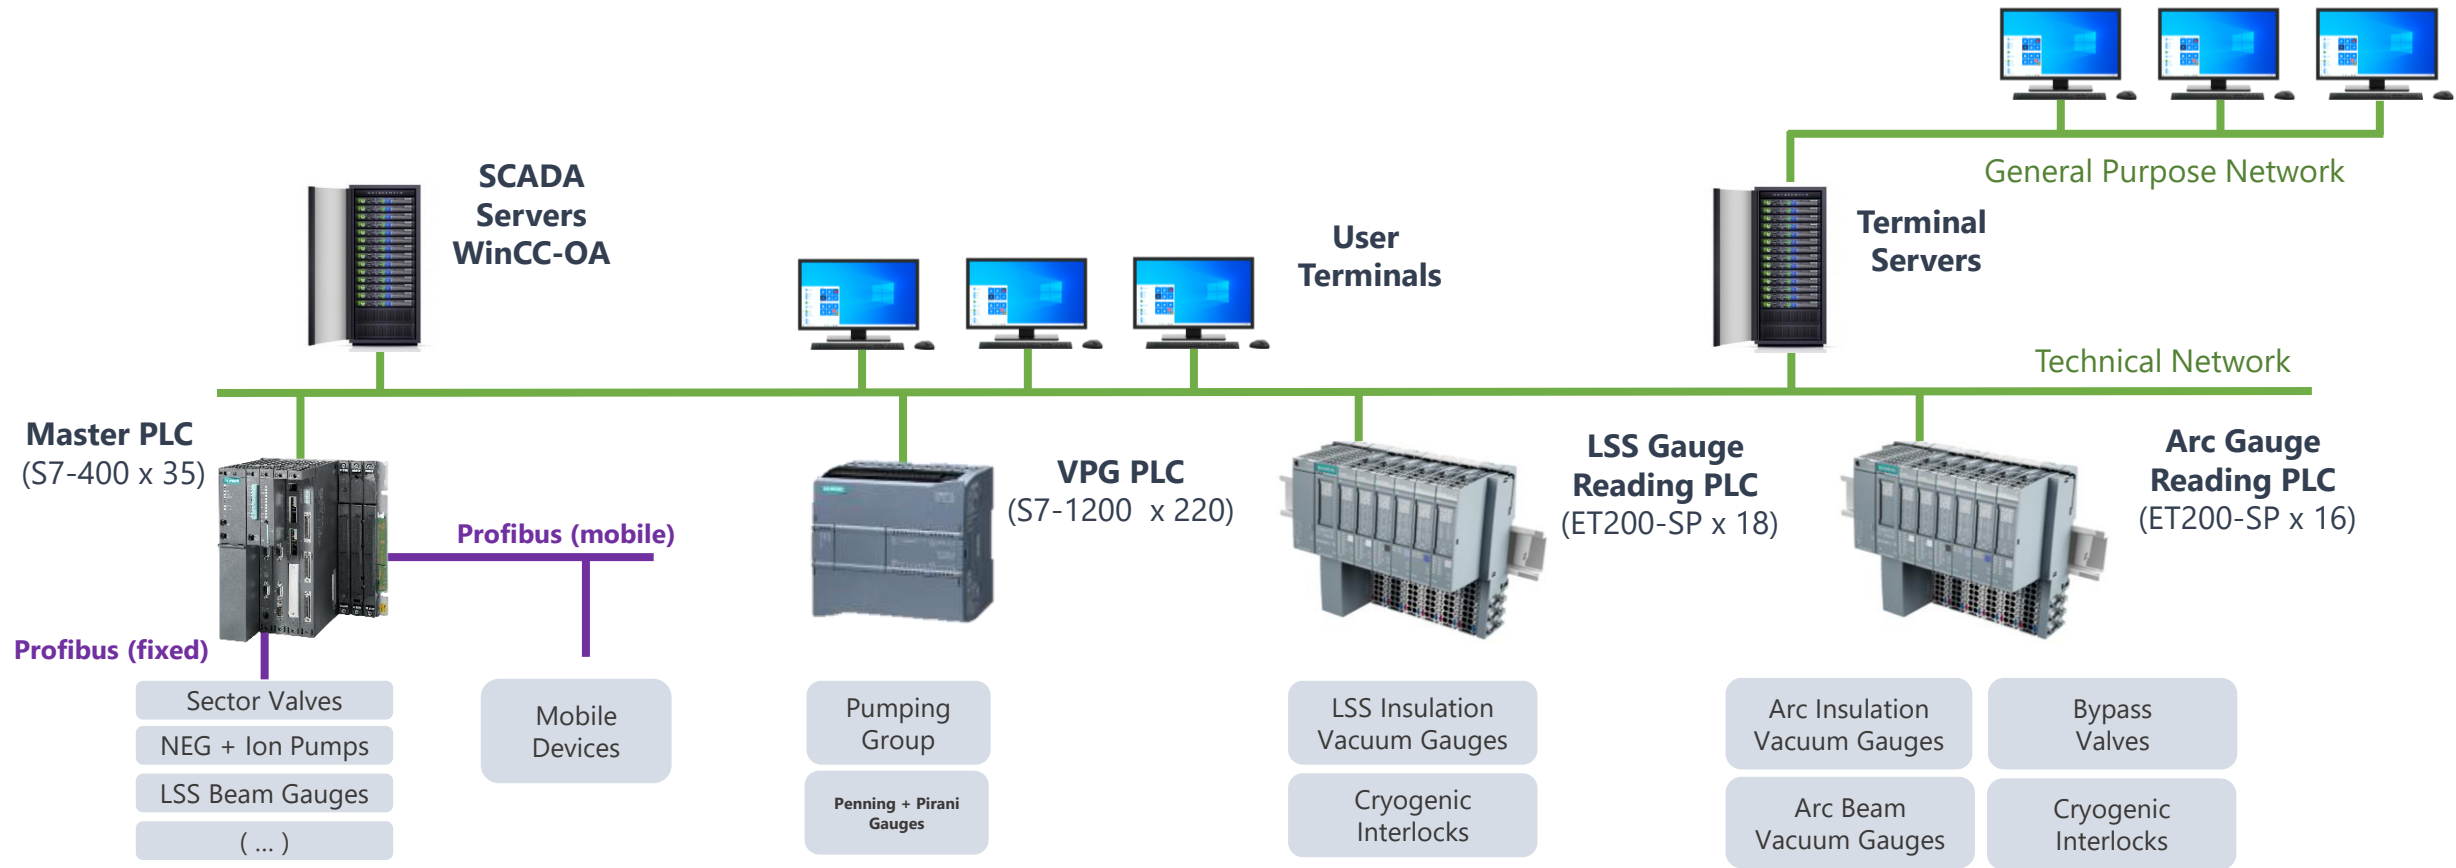 General Purpose Network
SCADA
Servers
WinCC-OA
User
Terminals
Terminal
Servers
Technical Network
Master PLC
(S7-400 x 35)
VPG PLC
(S7-1200  x 220)
LSS Gauge
Reading PLC
(ET200-SP x 18)
Arc Gauge
Reading PLC
(ET200-SP x 16)
Profibus (mobile)
Profibus (fixed)
Sector Valves
NEG + Ion Pumps
LSS Beam Gauges
( ... )
Mobile
Devices
Pumping
Group
Penning + Pirani
Gauges
LSS Insulation
Vacuum Gauges
Cryogenic
Interlocks
Arc Insulation
Vacuum Gauges
Bypass
Valves
Arc Beam
Vacuum Gauges
Cryogenic
Interlocks